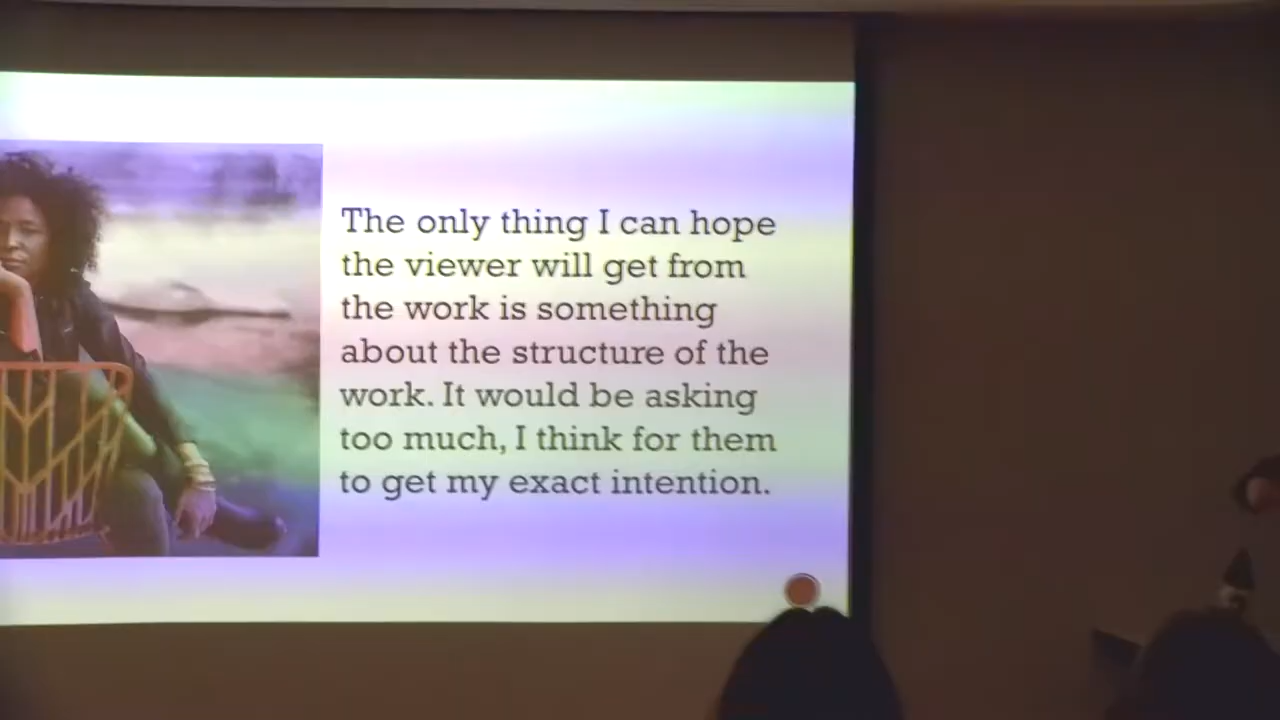 The only thing I can hope
the viewer will get from
the work is something
about the structure of the
work. It would be asking
too much, I think for them
to get my exact intention.